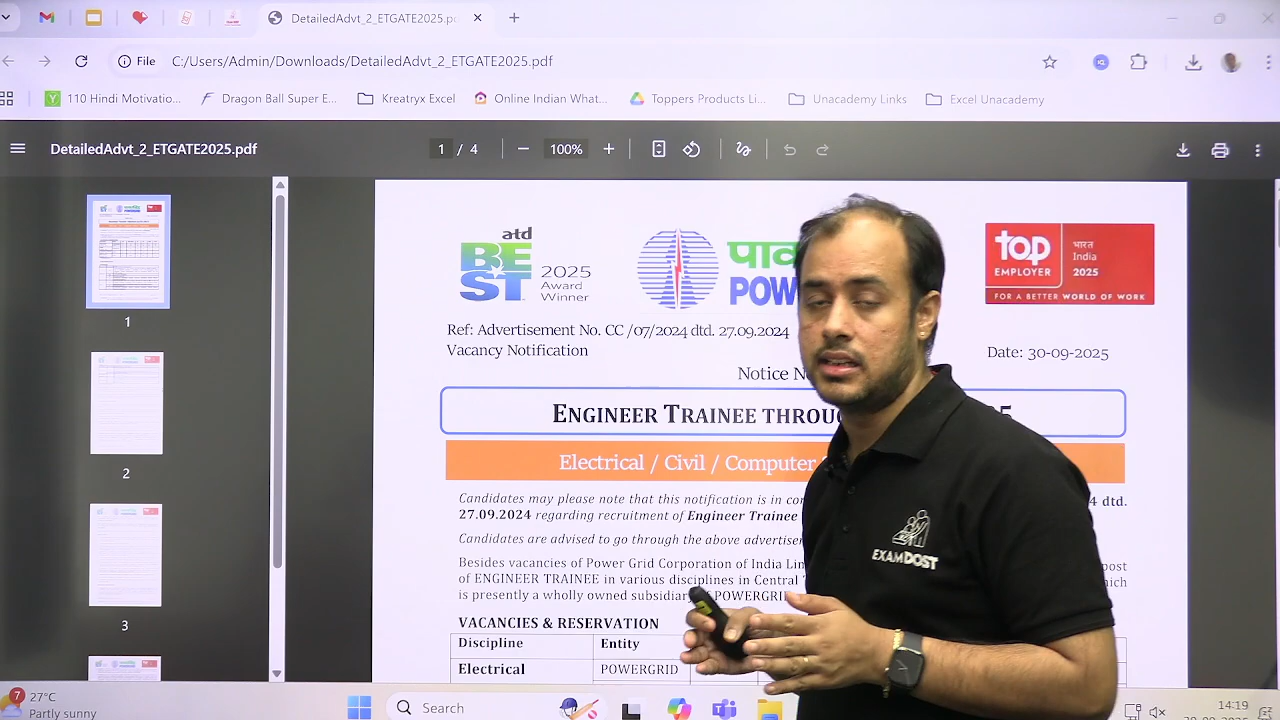 DetailedAdvt_2_ETGATE2025.pdf
File C:/Users/Admin/Downloads/DetailedAdvt_2_ETGATE2025.pdf
110 Hindi Motivatio... Dragon Ball Super E... Kreatryx Excel Online Indian What... Toppers Products Li... Unacademy Links Excel Unacademy
DetailedAdvt_2_ETGATE2025.pdf 1 / 4 100%
1
2
3
atd
BE
ST 2025
Award
Winner
पाव
POW
top
EMPLOYER
भारत
India
2025
FOR A BETTER WORLD OF WORK
Ref: Advertisement No. CC /07/2024 dtd. 27.09.2024
Vacancy Notification
Date: 30-09-2025
Notice N
ENGINEER TRAINEE THROU 5
Electrical / Civil / Computer
Candidates may please note that this notification is in con 4 dtd.
27.09.2024 regarding recruitment of Engineer Trainee
Candidates are advised to go through the above advertise
Besides vacancies of Power Grid Corporation of India Lim post
of ENGINEER TRAINEE in various disciplines in Central hich
is presently a wholly owned subsidiary POWERGRI
VACANCIES & RESERVATION
Discipline Entity
Electrical POWERGRID
EXAMDOST
7
27°C
Partly sunny
Search
14:19